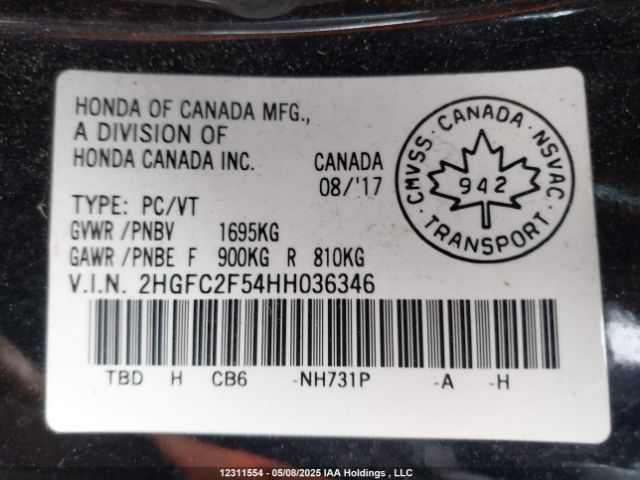 HONDA OF CANADA MFG.,
A DIVISION OF
HONDA CANADA INC. CANADA
08/'17
TYPE: PC/VT
GVWR /PNBV 1695KG
GAWR /PNBE F 900KG R 810KG
V.I.N. 2HGFC2F54HH036346
CMVSS · CANADA · NSVAC
942
TRANSPORT
TBD H CB6 -NH731P -A -H
12311554 - 05/08/2025 IAA Holdings , LLC